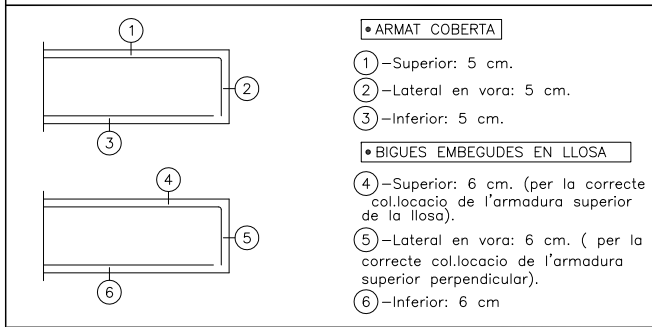 1
2
3
4
5
6
• ARMAT COBERTA
1 -Superior: 5 cm.
2 -Lateral en vora: 5 cm.
3 -Inferior: 5 cm.
• BIGUES EMBEGUDES EN LLOSA
4 -Superior: 6 cm. (per la correcte
col.locacio de l'armadura superior
de la llosa).
5 -Lateral en vora: 6 cm. ( per la
correcte col.locacio de l'armadura
superior perpendicular).
6 -Inferior: 6 cm